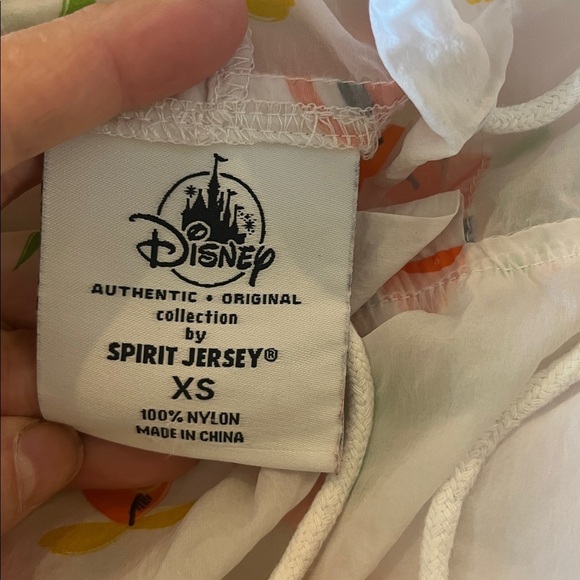 Disney
AUTHENTIC • ORIGINAL
collection
by
SPIRIT JERSEY®
XS
100% NYLON
MADE IN CHINA